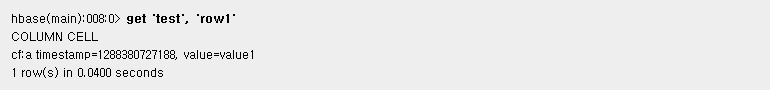 hbase(main):008:0> get 'test', 'row1'
COLUMN CELL
cf:a timestamp=1288380727188, value=value1
1 row(s) in 0.0400 seconds